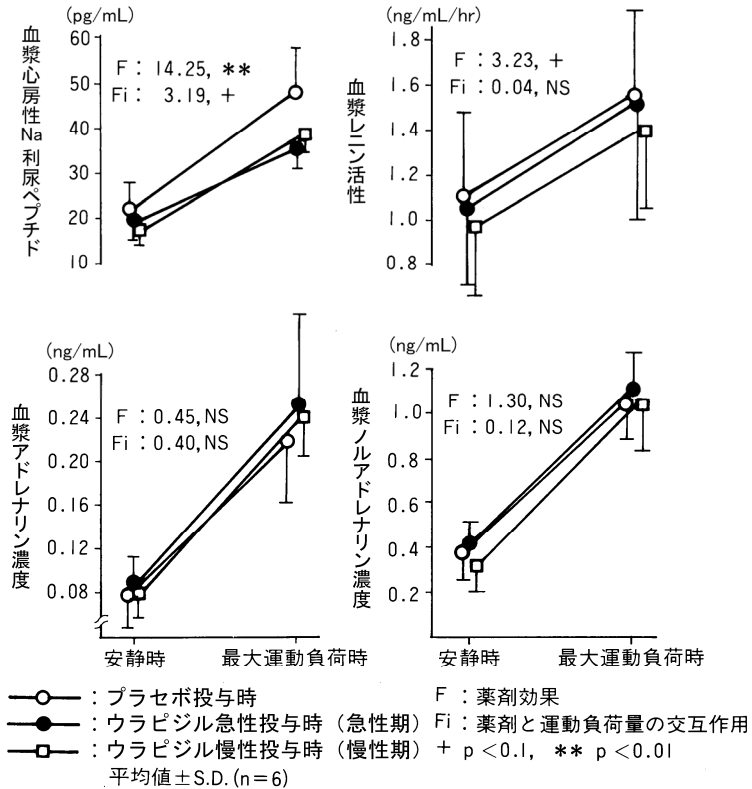 (pg/mL)
血漿心房性Na利尿ペプチド
60
50
40
30
20
10
F：14.25, **
Fi： 3.19, +
(ng/mL/hr)
血漿レニン活性
1.8
1.6
1.4
1.2
1.0
0.8
F：3.23, +
Fi：0.04, NS
(ng/mL)
血漿アドレナリン濃度
0.28
0.24
0.20
0.16
0.12
0.08
F：0.45, NS
Fi：0.40, NS
安静時
最大運動負荷時
(ng/mL)
血漿ノルアドレナリン濃度
1.2
1.0
0.8
0.6
0.4
0.2
F：1.30, NS
Fi：0.12, NS
安静時
最大運動負荷時
：プラセボ投与時
：ウラピジル急性投与時（急性期）
：ウラピジル慢性投与時（慢性期）
平均値±S.D.(n=6)
F：薬剤効果
Fi：薬剤と運動負荷量の交互作用
+ p <0.1, ** p <0.01